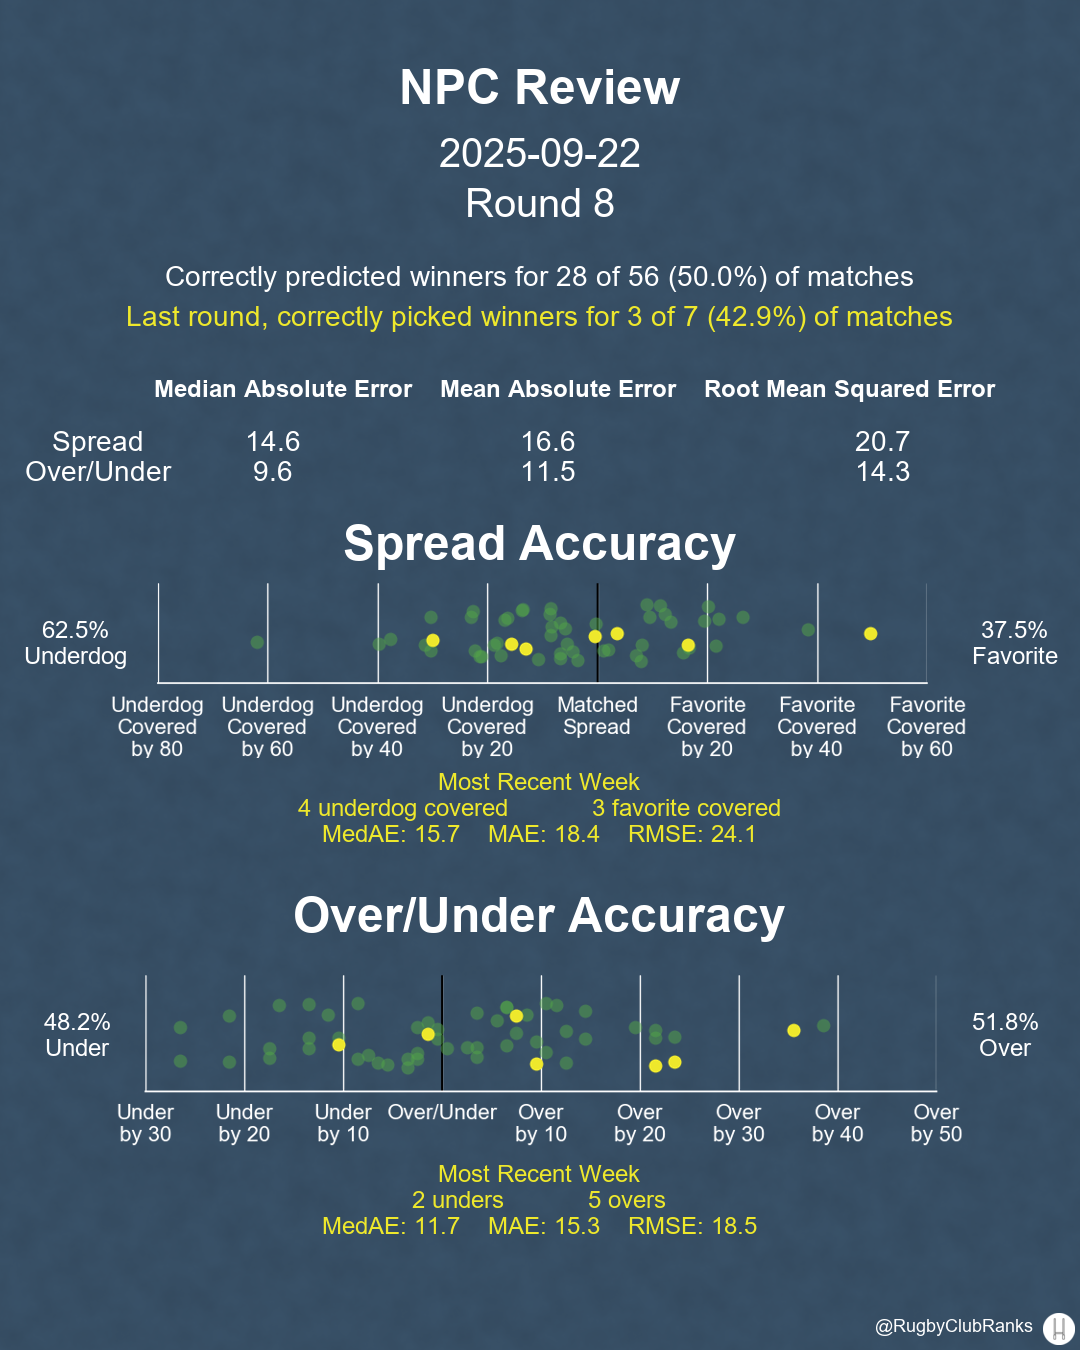 NPC Review
2025-09-22
Round 8
Correctly predicted winners for 28 of 56 (50.0%) of matches
Last round, correctly picked winners for 3 of 7 (42.9%) of matches
Median Absolute Error Mean Absolute Error Root Mean Squared Error
Spread 14.6 16.6 20.7
Over/Under 9.6 11.5 14.3
Spread Accuracy
62.5% 37.5%
Underdog Favorite
Underdog Underdog Underdog Underdog Matched Favorite Favorite Favorite
Covered Covered Covered Covered Spread Covered Covered Covered
by 80 by 60 by 40 by 20 by 20 by 40 by 60
Most Recent Week
4 underdog covered 3 favorite covered
MedAE: 15.7 MAE: 18.4 RMSE: 24.1
Over/Under Accuracy
48.2% 51.8%
Under Over
Under Under Under Over/Under Over Over Over Over Over
by 30 by 20 by 10 by 10 by 20 by 30 by 40 by 50
Most Recent Week
2 unders 5 overs
MedAE: 11.7 MAE: 15.3 RMSE: 18.5
@RugbyClubRanks